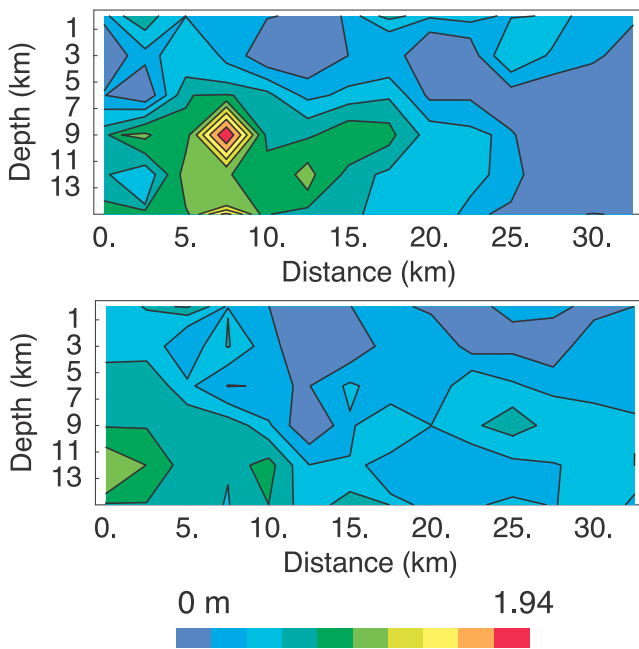 Depth (km)
1
3
5
7
9
11
13
0. 5. 10. 15. 20. 25. 30.
Distance (km)
Depth (km)
1
3
5
7
9
11
13
0. 5. 10. 15. 20. 25. 30.
Distance (km)
0 m 1.94